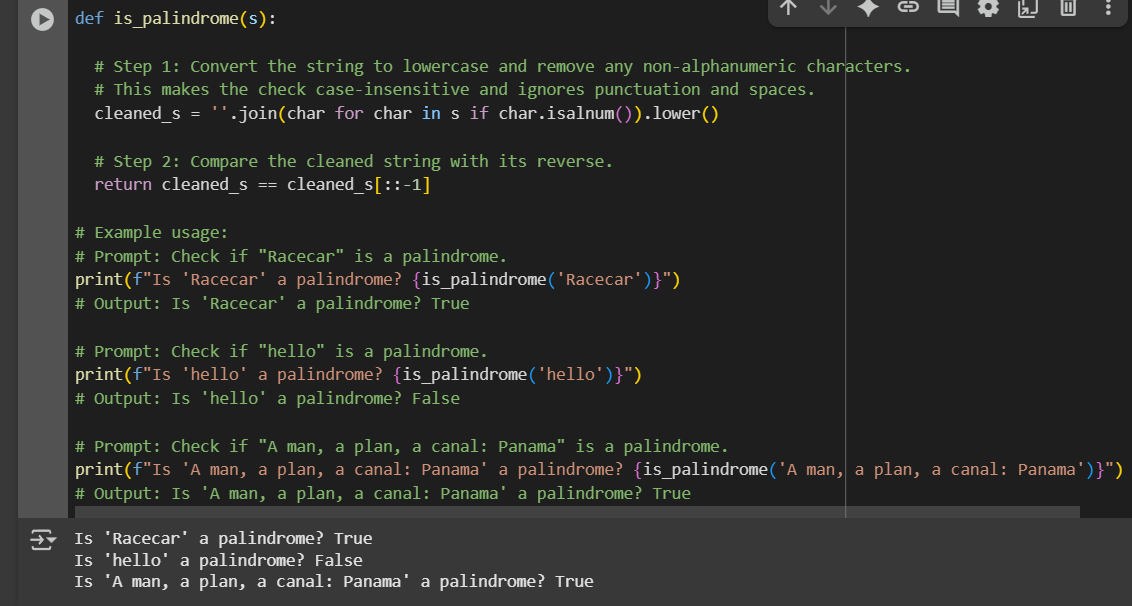 def is_palindrome(s):
# Step 1: Convert the string to lowercase and remove any non-alphanumeric characters.
# This makes the check case-insensitive and ignores punctuation and spaces.
cleaned_s = ''.join(char for char in s if char.isalnum()).lower()
# Step 2: Compare the cleaned string with its reverse.
return cleaned_s == cleaned_s[::-1]
# Example usage:
# Prompt: Check if "Racecar" is a palindrome.
print(f"Is 'Racecar' a palindrome? {is_palindrome('Racecar')}")
# Output: Is 'Racecar' a palindrome? True
# Prompt: Check if "hello" is a palindrome.
print(f"Is 'hello' a palindrome? {is_palindrome('hello')}")
# Output: Is 'hello' a palindrome? False
# Prompt: Check if "A man, a plan, a canal: Panama" is a palindrome.
print(f"Is 'A man, a plan, a canal: Panama' a palindrome? {is_palindrome('A man, a plan, a canal: Panama')}")
# Output: Is 'A man, a plan, a canal: Panama' a palindrome? True
Is 'Racecar' a palindrome? True
Is 'hello' a palindrome? False
Is 'A man, a plan, a canal: Panama' a palindrome? True